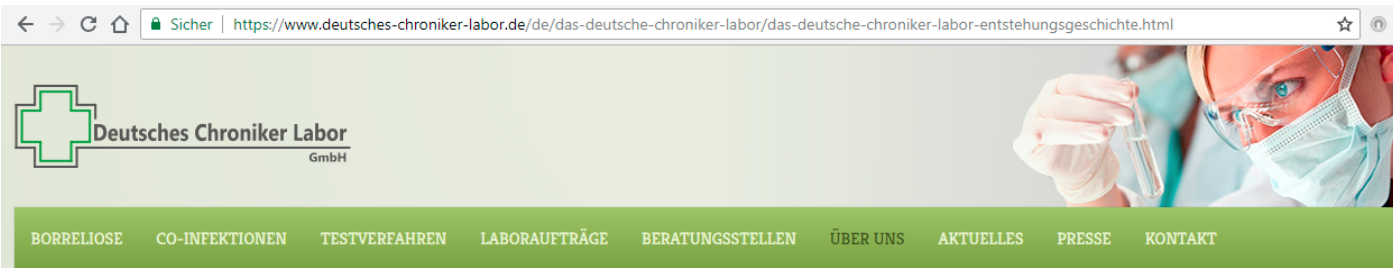 Sicher https://www.deutsches-chroniker-labor.de/de/das-deutsche-chroniker-labor/das-deutsche-chroniker-labor-entstehungsgeschichte.html
Deutsches Chroniker Labor
GmbH
BORRELIOSE CO-INFEKTIONEN TESTVERFAHREN LABORAUFTRÄGE BERATUNGSSTELLEN ÜBER UNS AKTUELLES PRESSE KONTAKT